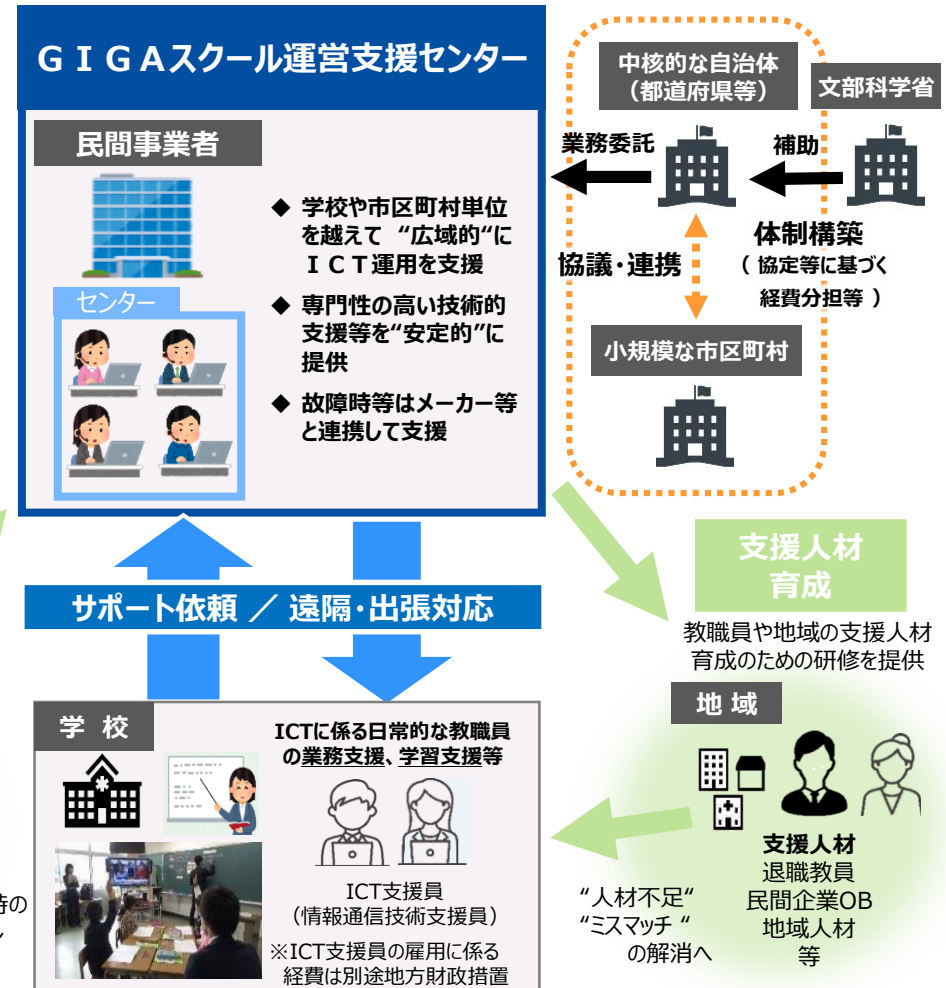 ＧＩＧＡスクール運営支援センター
民間事業者
センター
◆ 学校や市区町村単位
を越えて “広域的“に
ＩＣＴ運用を支援
◆ 専門性の高い技術的
支援等を“安定的”に
提供
◆ 故障時等はメーカー等
と連携して支援
中核的な自治体
（都道府県等）
文部科学省
業務委託
補助
協議・連携
体制構築
（ 協定等に基づく
経費分担等 ）
小規模な市区町村
サポート依頼 ／ 遠隔・出張対応
支援人材
育成
教職員や地域の支援人材
育成のための研修を提供
学 校
ICTに係る日常的な教職員
の業務支援、学習支援等
ICT支援員
（情報通信技術支援員）
※ICT支援員の雇用に係る
経費は別途地方財政措置
地 域
支援人材
退職教員
民間企業OB
地域人材
等
“人材不足“
“ミスマッチ “
の解消へ
時の